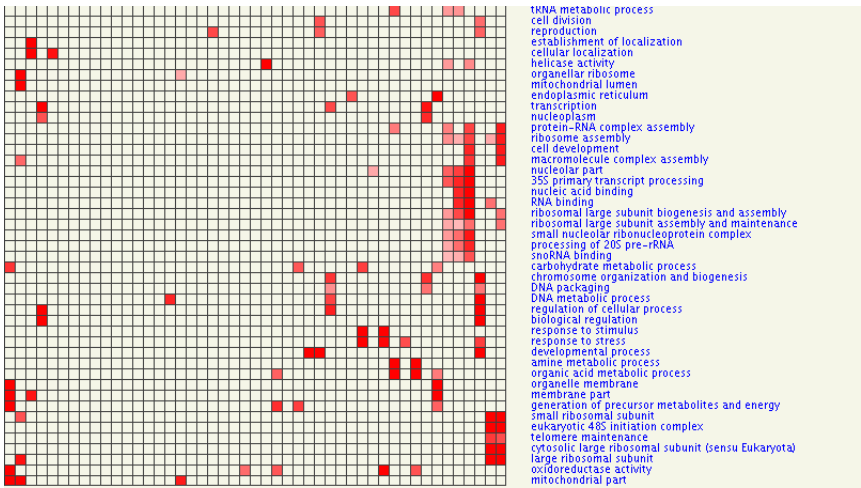 tRNA metabolic process
cell division
reproduction
establishment of localization
cellular localization
helicase activity
organellar ribosome
mitochondrial lumen
endoplasmic reticulum
transcription
nucleoplasm
protein-RNA complex assembly
ribosome assembly
cell development
macromolecule complex assembly
nucleolar part
35S primary transcript processing
nucleic acid binding
RNA binding
ribosomal large subunit biogenesis and assembly
ribosomal large subunit assembly and maintenance
small nucleolar ribonucleoprotein complex
processing of 20S pre-rRNA
snoRNA binding
carbohydrate metabolic process
chromosome organization and biogenesis
DNA packaging
DNA metabolic process
regulation of cellular process
biological regulation
response to stimulus
response to stress
developmental process
amine metabolic process
organic acid metabolic process
organelle membrane
membrane part
generation of precursor metabolites and energy
small ribosomal subunit
eukaryotic 48S initiation complex
telomere maintenance
cytosolic large ribosomal subunit (sensu Eukaryota)
large ribosomal subunit
oxidoreductase activity
mitochondrial part